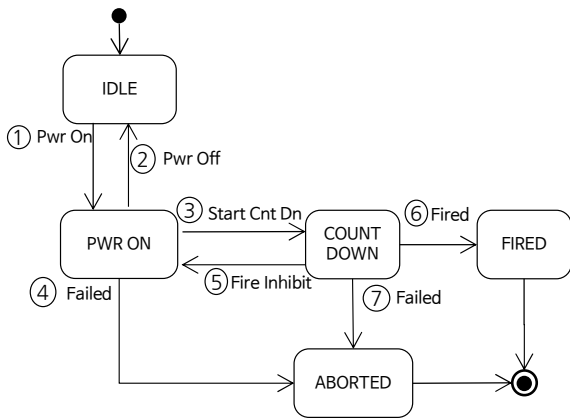 IDLE
① Pwr On
② Pwr Off
③ Start Cnt Dn
⑥ Fired
PWR ON
COUNT
DOWN
FIRED
④ Failed
⑤ Fire Inhibit
⑦ Failed
ABORTED